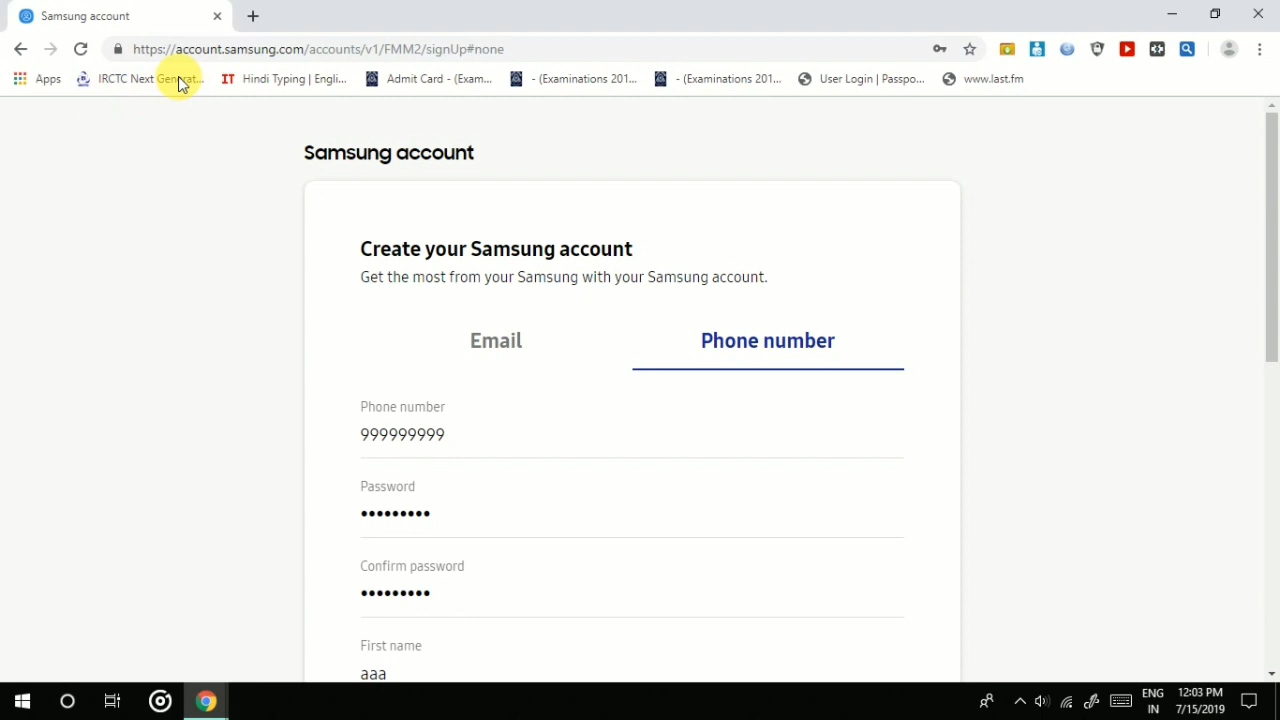 Samsung account
https://account.samsung.com/accounts/v1/FMM2/signUp#none
Apps IRCTC Next Generat... IT Hindi Typing | Engli... Admit Card - (Exam... - (Examinations 201... - (Examinations 201... User Login | Passpo... www.last.fm
Samsung account
Create your Samsung account
Get the most from your Samsung with your Samsung account.
Email Phone number
Phone number
999999999
Password
•••••••••
Confirm password
•••••••••
First name
aaa
ENG 12:03 PM
IN 7/15/2019